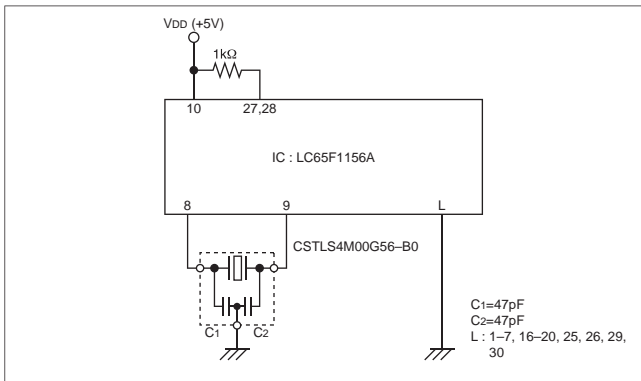 VDD (+5V)
1kΩ
10
27,28
IC : LC65F1156A
8
9
L
CSTLS4M00G56–B0
C1
C2
C1=47pF
C2=47pF
L : 1–7, 16–20, 25, 26, 29,
30